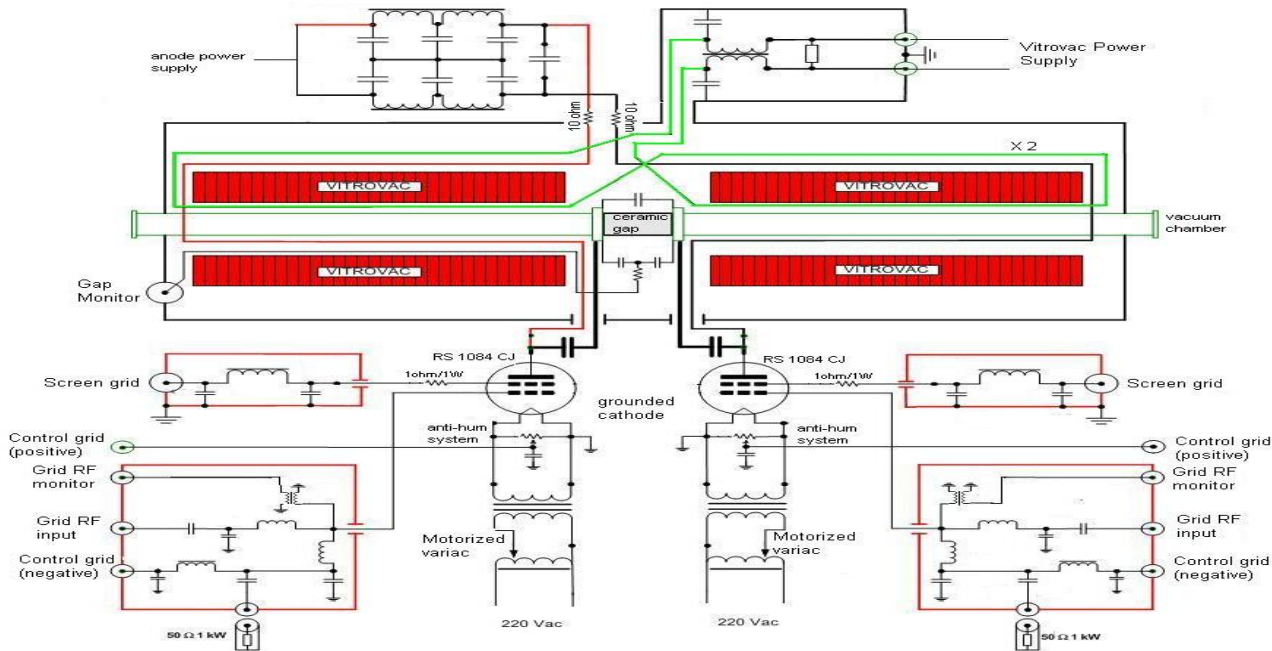 anode power
supply
Vitrovac Power
Supply
10 ohm
10 ohm
X 2
VITROVAC
VITROVAC
ceramic
gap
vacuum
chamber
VITROVAC
VITROVAC
Gap
Monitor
RS 1084 CJ
RS 1084 CJ
1ohm/1W
1ohm/1W
Screen grid
Screen grid
grounded
cathode
anti-hum
system
anti-hum
system
Control grid
(positive)
Control grid
(positive)
Grid RF
monitor
Grid RF
monitor
Grid RF
input
Grid RF
input
Motorized
variac
Motorized
variac
Control grid
(negative)
Control grid
(negative)
50 Ω 1 kW
220 Vac
220 Vac
50 Ω 1 kW